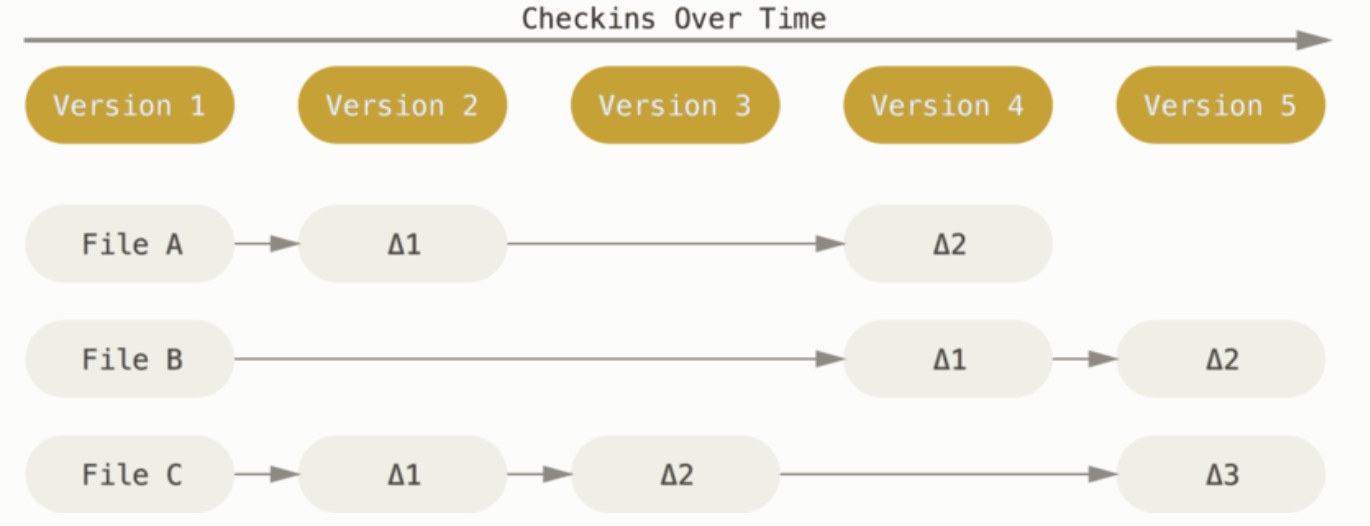 Checkins Over Time
Version 1 Version 2 Version 3 Version 4 Version 5
File A Δ1 Δ2
File B Δ1 Δ2
File C Δ1 Δ2 Δ3